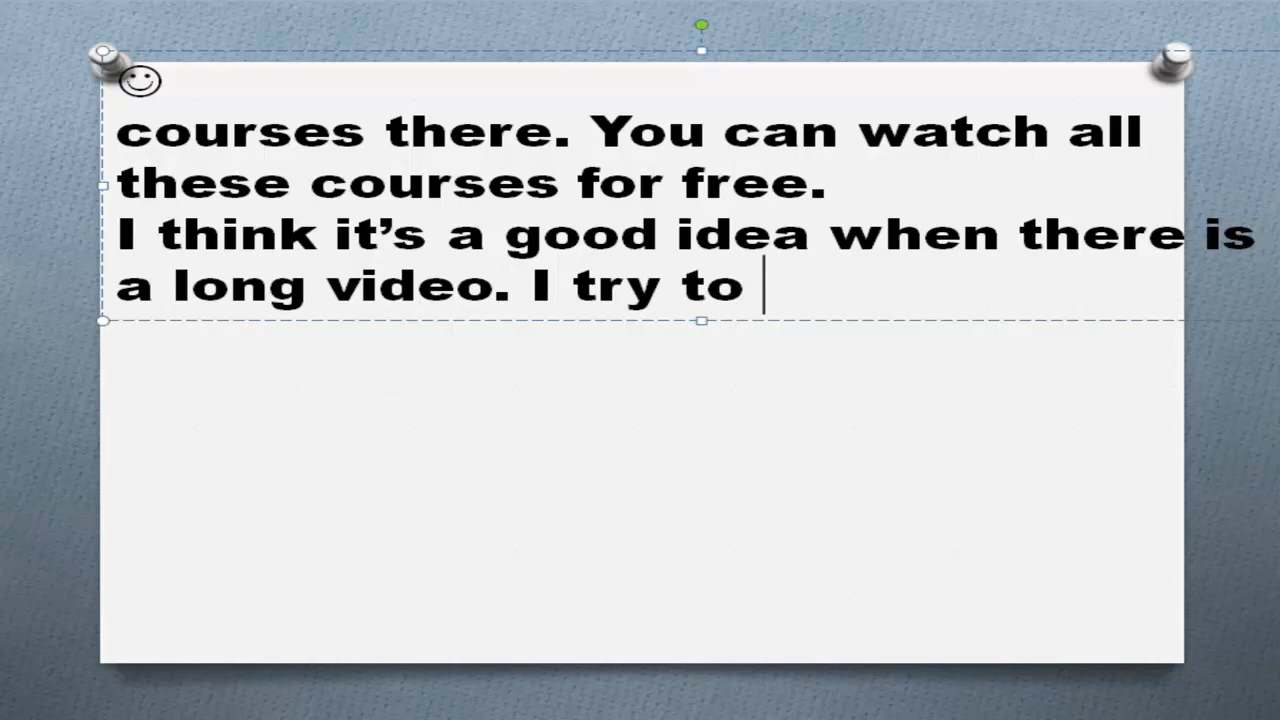 courses there. You can watch all
these courses for free.
I think it’s a good idea when there is
a long video. I try to